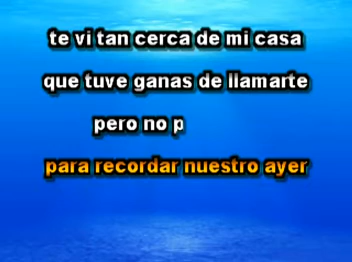 te vi tan cerca de mi casa
que tuve ganas de llamarte
pero no p
para recordar nuestro ayer